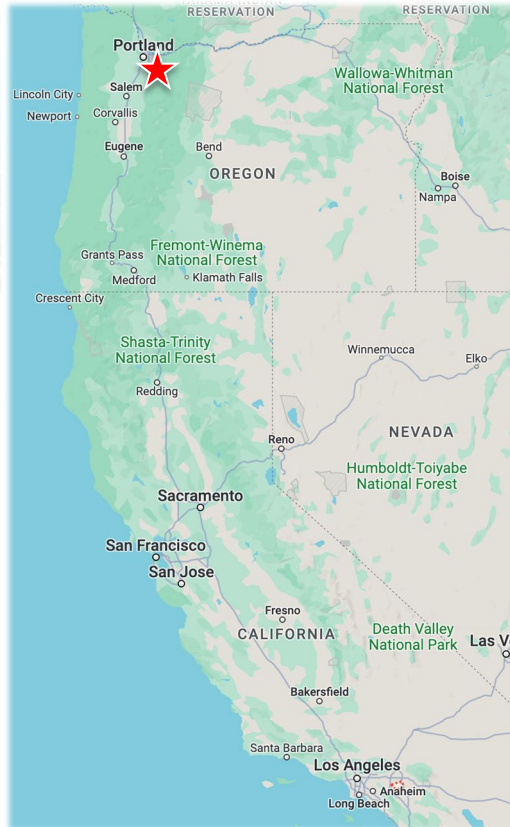 RESERVATION
RESERVATION
Portland
Wallowa-Whitman
National Forest
Salem
Lincoln City
Newport
Corvallis
Eugene
Bend
OREGON
Boise
Nampa
Grants Pass
Fremont-Winema
National Forest
Medford
Klamath Falls
Crescent City
Shasta-Trinity
National Forest
Winnemucca
Elko
Redding
NEVADA
Reno
Humboldt-Toiyabe
National Forest
Sacramento
San Francisco
San Jose
Fresno
CALIFORNIA
Death Valley
National Park
Las V
Bakersfield
Santa Barbara
Los Angeles
Anaheim
Long Beach